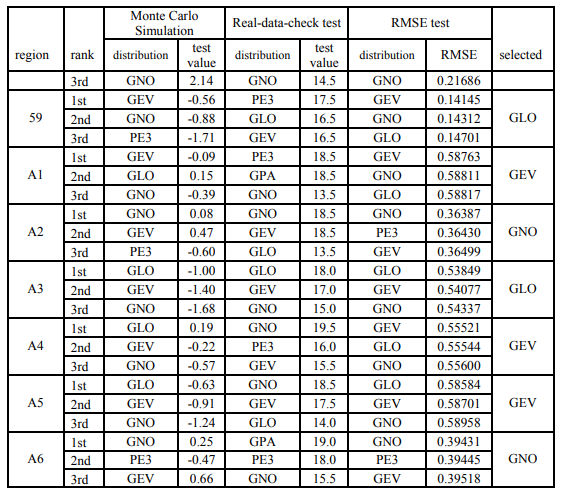 region rank Monte Carlo Simulation Real-data-check test RMSE test selected
distribution test value distribution test value distribution RMSE
3rd GNO 2.14 GNO 14.5 GNO 0.21686
59 1st GEV -0.56 PE3 17.5 GEV 0.14145 GLO
2nd GNO -0.88 GLO 16.5 GNO 0.14312
3rd PE3 -1.71 GEV 16.5 GLO 0.14701
A1 1st GEV -0.09 PE3 18.5 GEV 0.58763 GEV
2nd GLO 0.15 GPA 18.5 GNO 0.58811
3rd GNO -0.39 GNO 13.5 GLO 0.58817
A2 1st GNO 0.08 GNO 18.5 GNO 0.36387 GNO
2nd GEV 0.47 GEV 18.5 PE3 0.36430
3rd PE3 -0.60 GLO 13.5 GEV 0.36499
A3 1st GLO -1.00 GLO 18.0 GLO 0.53849 GLO
2nd GEV -1.40 GEV 17.0 GEV 0.54077
3rd GNO -1.68 GNO 15.0 GNO 0.54337
A4 1st GLO 0.19 GNO 19.5 GEV 0.55521 GEV
2nd GEV -0.22 PE3 16.0 GLO 0.55544
3rd GNO -0.57 GEV 15.5 GNO 0.55600
A5 1st GLO -0.63 GNO 18.5 GLO 0.58584 GEV
2nd GEV -0.91 GEV 17.5 GEV 0.58701
3rd GNO -1.24 GLO 14.0 GNO 0.58958
A6 1st GNO 0.25 GPA 19.0 GNO 0.39431 GNO
2nd PE3 -0.47 PE3 18.0 PE3 0.39445
3rd GEV 0.66 GNO 15.5 GEV 0.39518